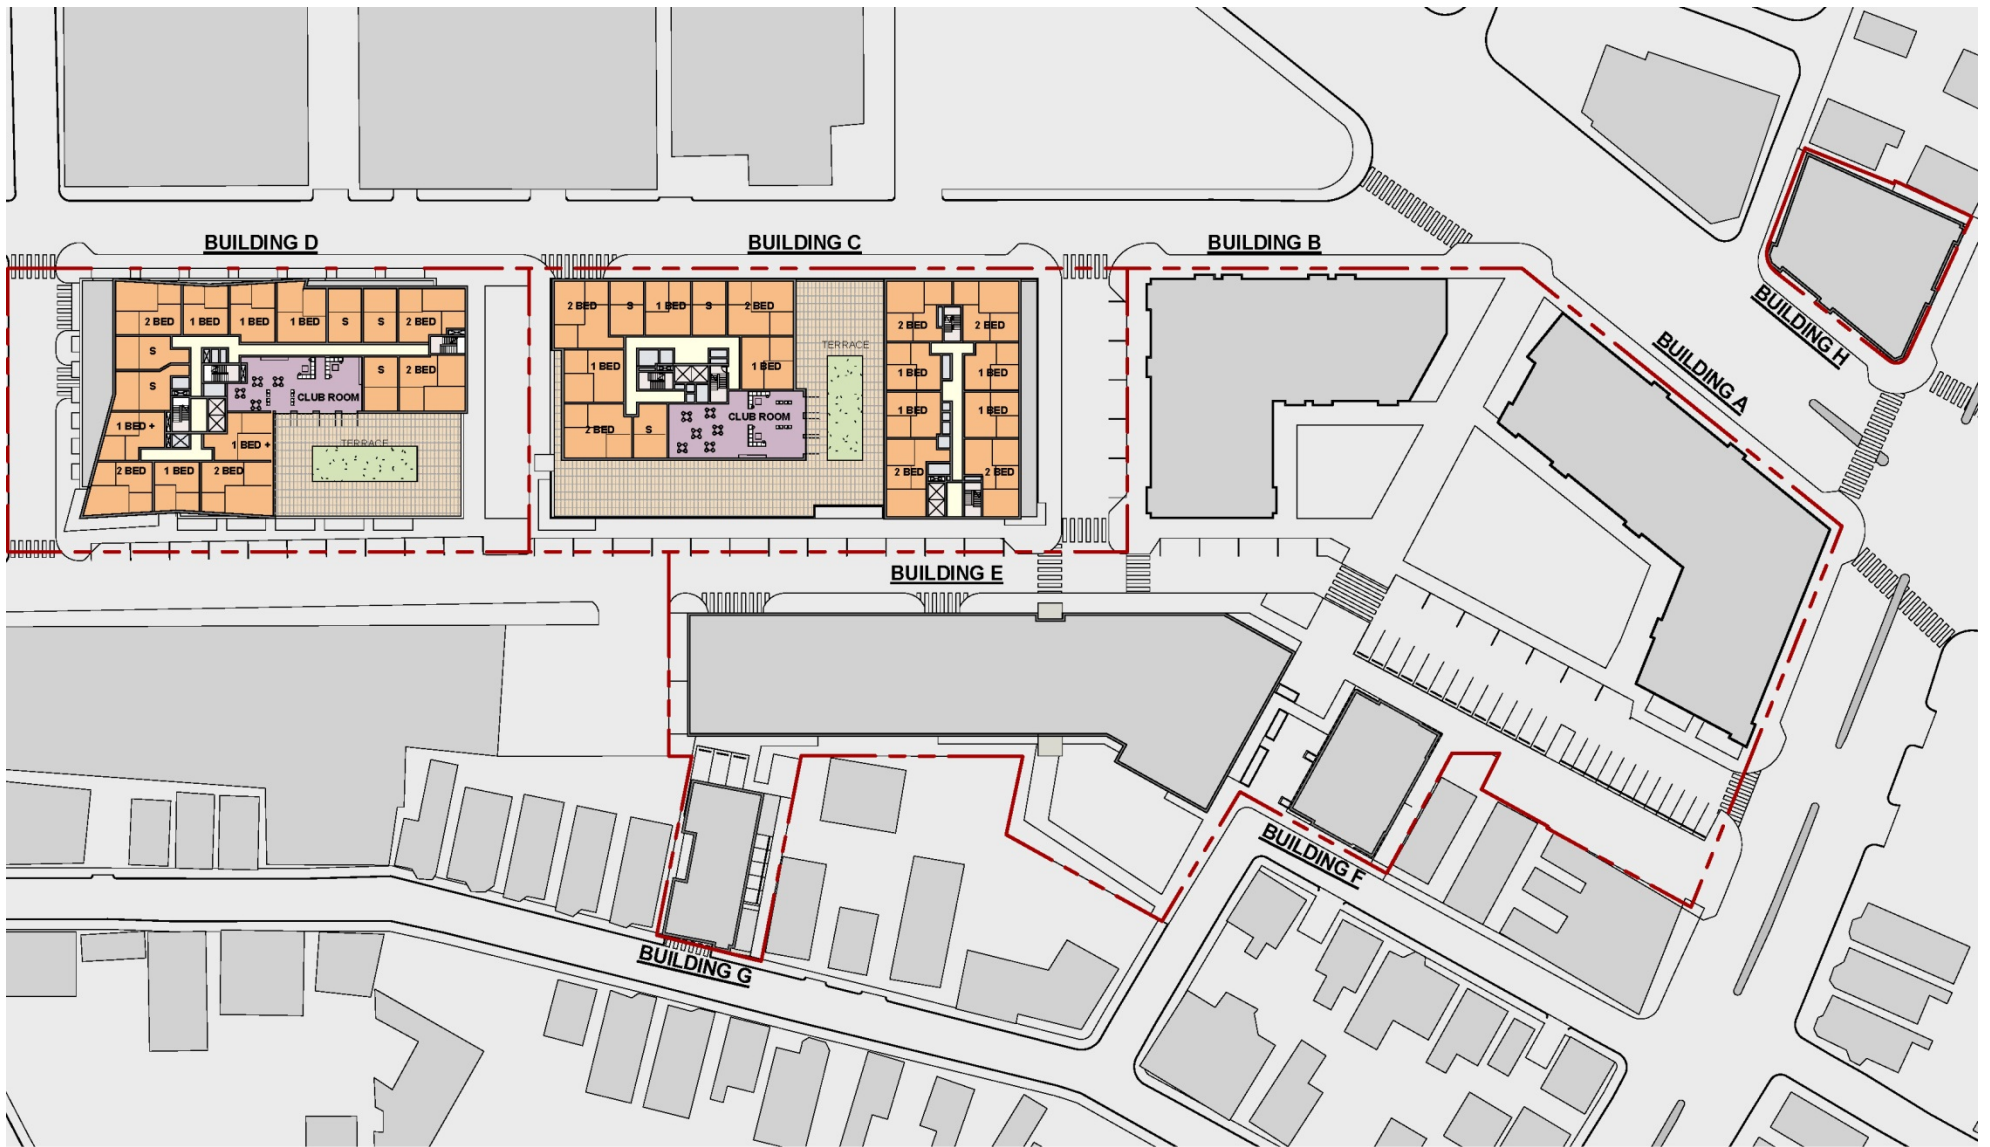 BUILDING D
BUILDING C
BUILDING B
BUILDING H
BUILDING A
2 BED
1 BED
1 BED
1 BED
S
S
2 BED
S
S
S
2 BED
CLUB ROOM
1 BED +
1 BED +
TERRACE
2 BED
1 BED
2 BED
2 BED
S
1 BED
S
2 BED
TERRACE
2 BED
2 BED
1 BED
1 BED
1 BED
1 BED
CLUB ROOM
1 BED
1 BED
2 BED
S
2 BED
2 BED
BUILDING E
BUILDING F
BUILDING G